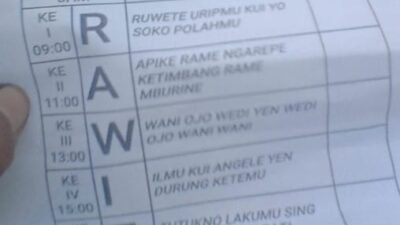 KE
I
09:00
R
RUWETE URIPMU KUI YO
SOKO POLAHMU
KE
II
11:00
A
APIKE RAME NGAREPE
KETIMBANG RAME
MBURINE
KE
III
13:00
W
WANI OJO WEDI YEN WEDI
OJO WANI WANI
KE
IV
15:00
I
ILMU KUI ANGELE YEN
DURUNG KETEMU
LAKUMU SING